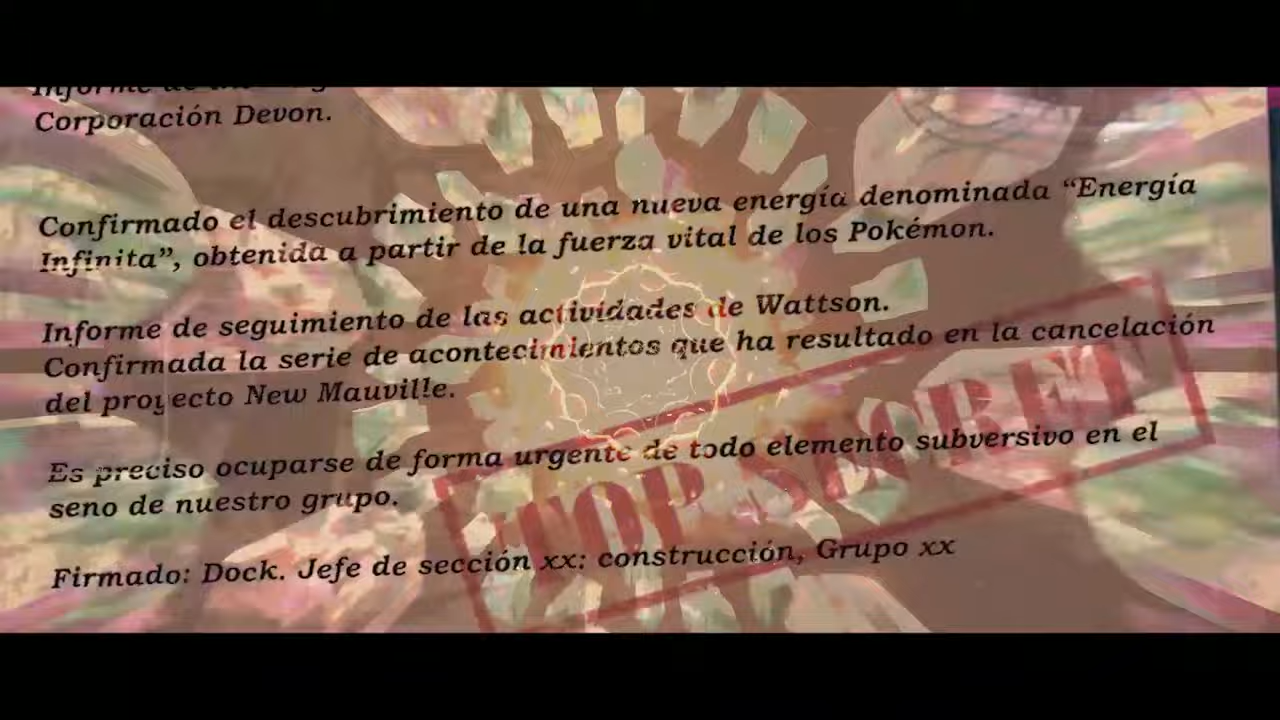 Informe de
Corporación Devon.
Confirmado el descubrimiento de una nueva energía denominada “Energía
Infinita”, obtenida a partir de la fuerza vital de los Pokémon.
Informe de seguimiento de las actividades de Wattson.
Confirmada la serie de acontecimientos que ha resultado en la cancelación
del proyecto New Mauville.
Es preciso ocuparse de forma urgente de todo elemento subversivo en el
seno de nuestro grupo.
TOP SECRET
Firmado: Dock. Jefe de sección xx: construcción, Grupo xx